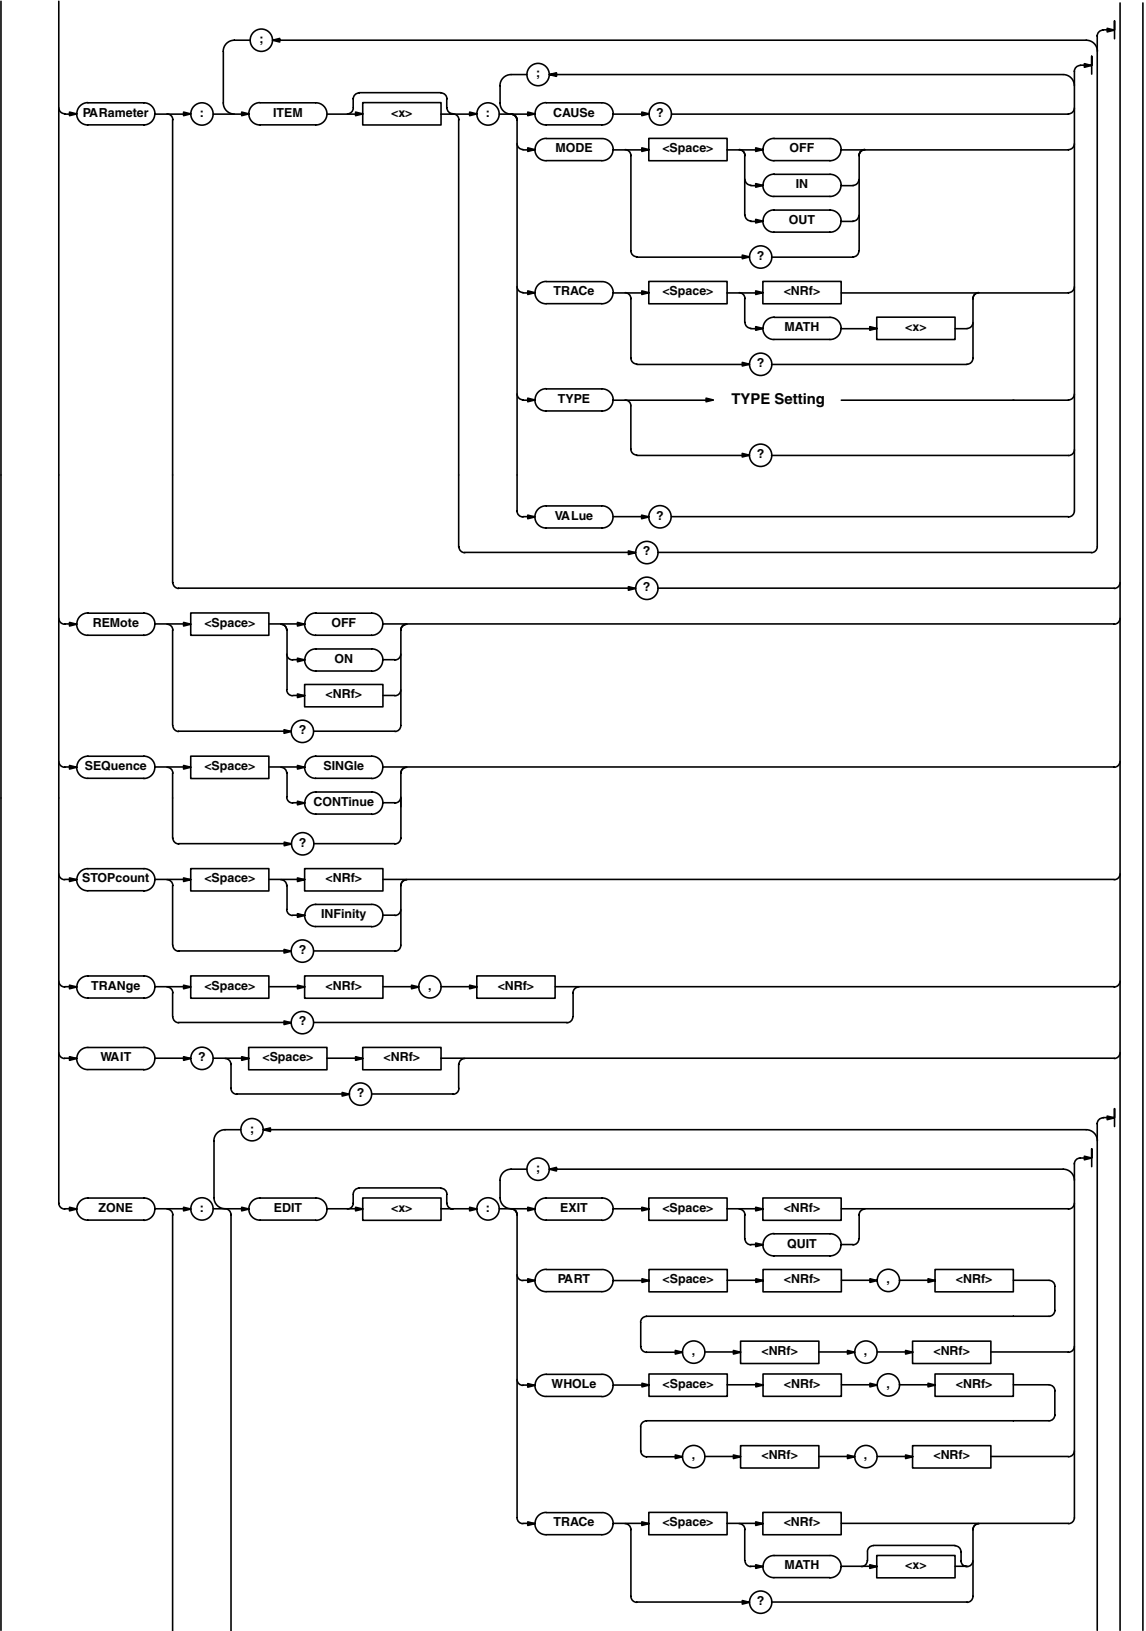 ;
;
PARameter : ITEM <x> : CAUSe ?
MODE <Space> OFF
IN
OUT
?
TRACe <Space> <NRf>
MATH <x>
?
TYPE TYPE Setting
?
VALue ?
?
?
REMote <Space> OFF
ON
<NRf>
?
SEQuence <Space> SINGle
CONTinue
?
STOPcount <Space> <NRf>
INFinity
?
TRANge <Space> <NRf> , <NRf>
?
WAIT ? <Space> <NRf>
?
;
;
ZONE : EDIT <x> : EXIT <Space> <NRf>
QUIT
PART <Space> <NRf> , <NRf>
, <NRf> , <NRf>
WHOLe <Space> <NRf> , <NRf>
, <NRf> , <NRf>
TRACe <Space> <NRf>
MATH <x>
?